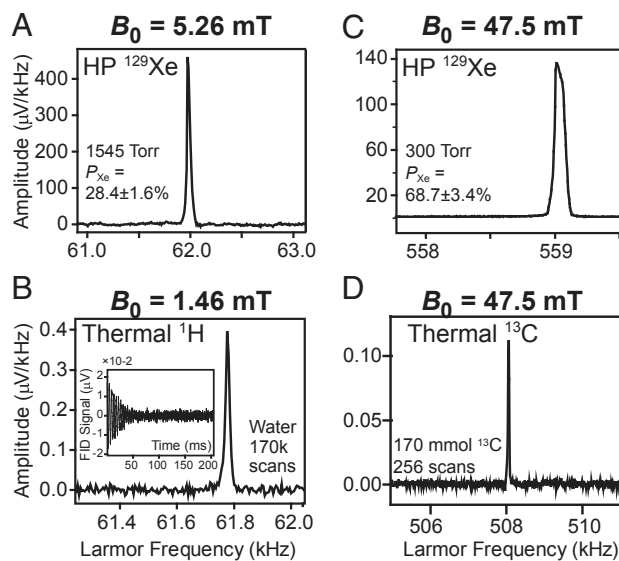 A
B0 = 5.26 mT
HP 129Xe
1545 Torr
PXe =
28.4±1.6%
Amplitude (μV/kHz)
400
300
200
100
0
61.0
62.0
63.0
C
B0 = 47.5 mT
HP 129Xe
300 Torr
PXe =
68.7±3.4%
140
100
60
20
558
559
B
B0 = 1.46 mT
Thermal 1H
×10-2
FID Signal (μV)
2
1
0
-1
-2
Time (ms)
50
100
150
200
Water
170k
scans
Amplitude (μV/kHz)
0.4
0.3
0.2
0.1
0.0
61.4
61.6
61.8
62.0
Larmor Frequency (kHz)
D
B0 = 47.5 mT
Thermal 13C
170 mmol 13C
256 scans
0.10
0.05
0.00
506
508
510
Larmor Frequency (kHz)